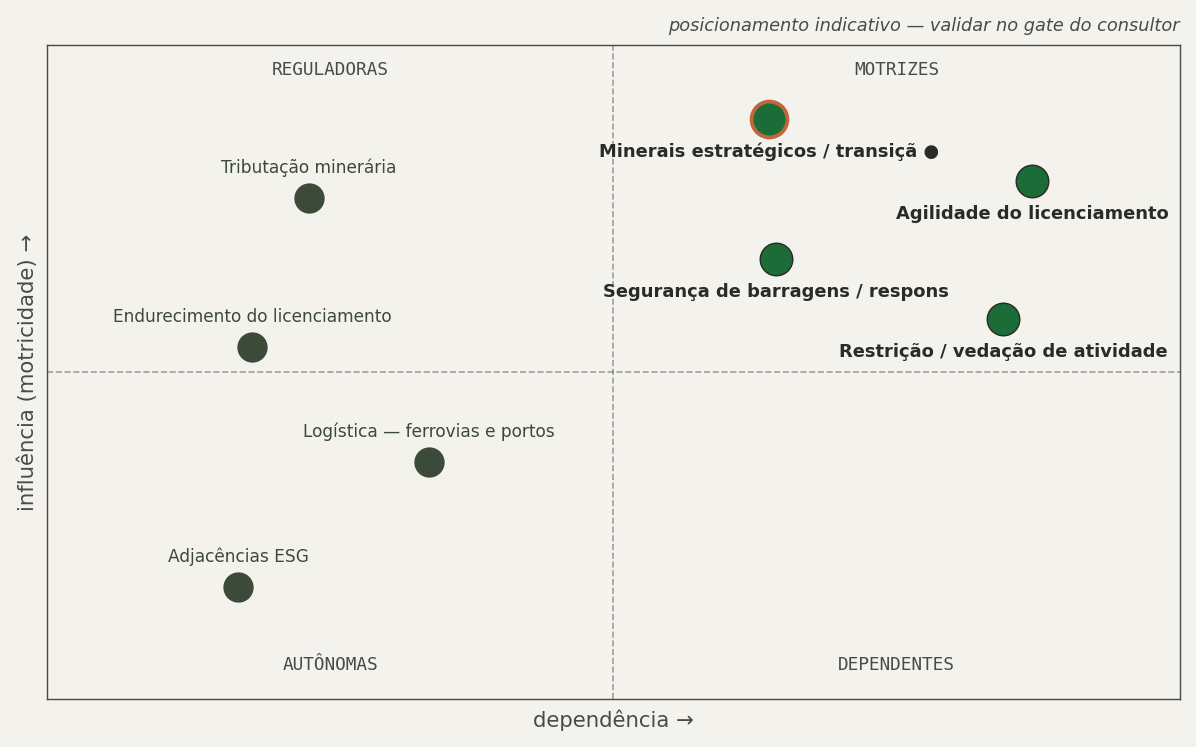 posicionamento indicativo — validar no gate do consultor
REGULADORAS
MOTRIZES
Minerais estratégicos / transiçã ●
Tributação minerária
Agilidade do licenciamento
Segurança de barragens / respons
Endurecimento do licenciamento
Restrição / vedação de atividade
influência (motricidade) →
Logística — ferrovias e portos
Adjacências ESG
AUTÔNOMAS
DEPENDENTES
dependência →